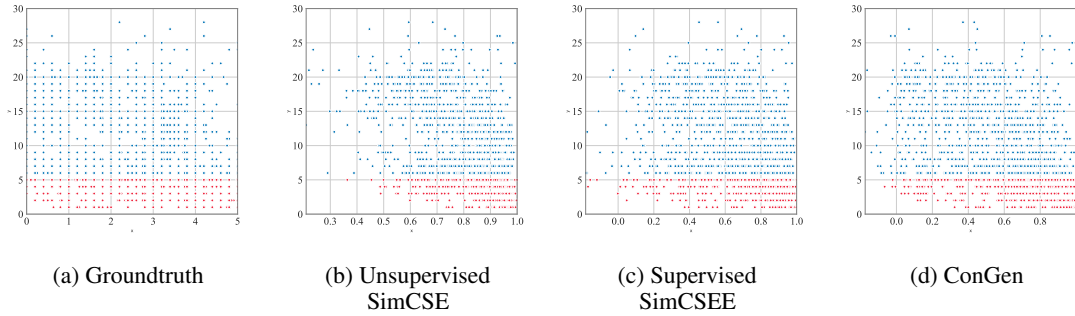 30
25
20
15
10
5
0
y
0 1 2 3 4 5
x
30
25
20
15
10
5
0
y
0.3 0.4 0.5 0.6 0.7 0.8 0.9 1.0
x
30
25
20
15
10
5
0
y
0.0 0.2 0.4 0.6 0.8 1.0
x
30
25
20
15
10
5
0
y
0.0 0.2 0.4 0.6 0.8
x
(a) Groundtruth
(b) Unsupervised
SimCSE
(c) Supervised
SimCSEE
(d) ConGen